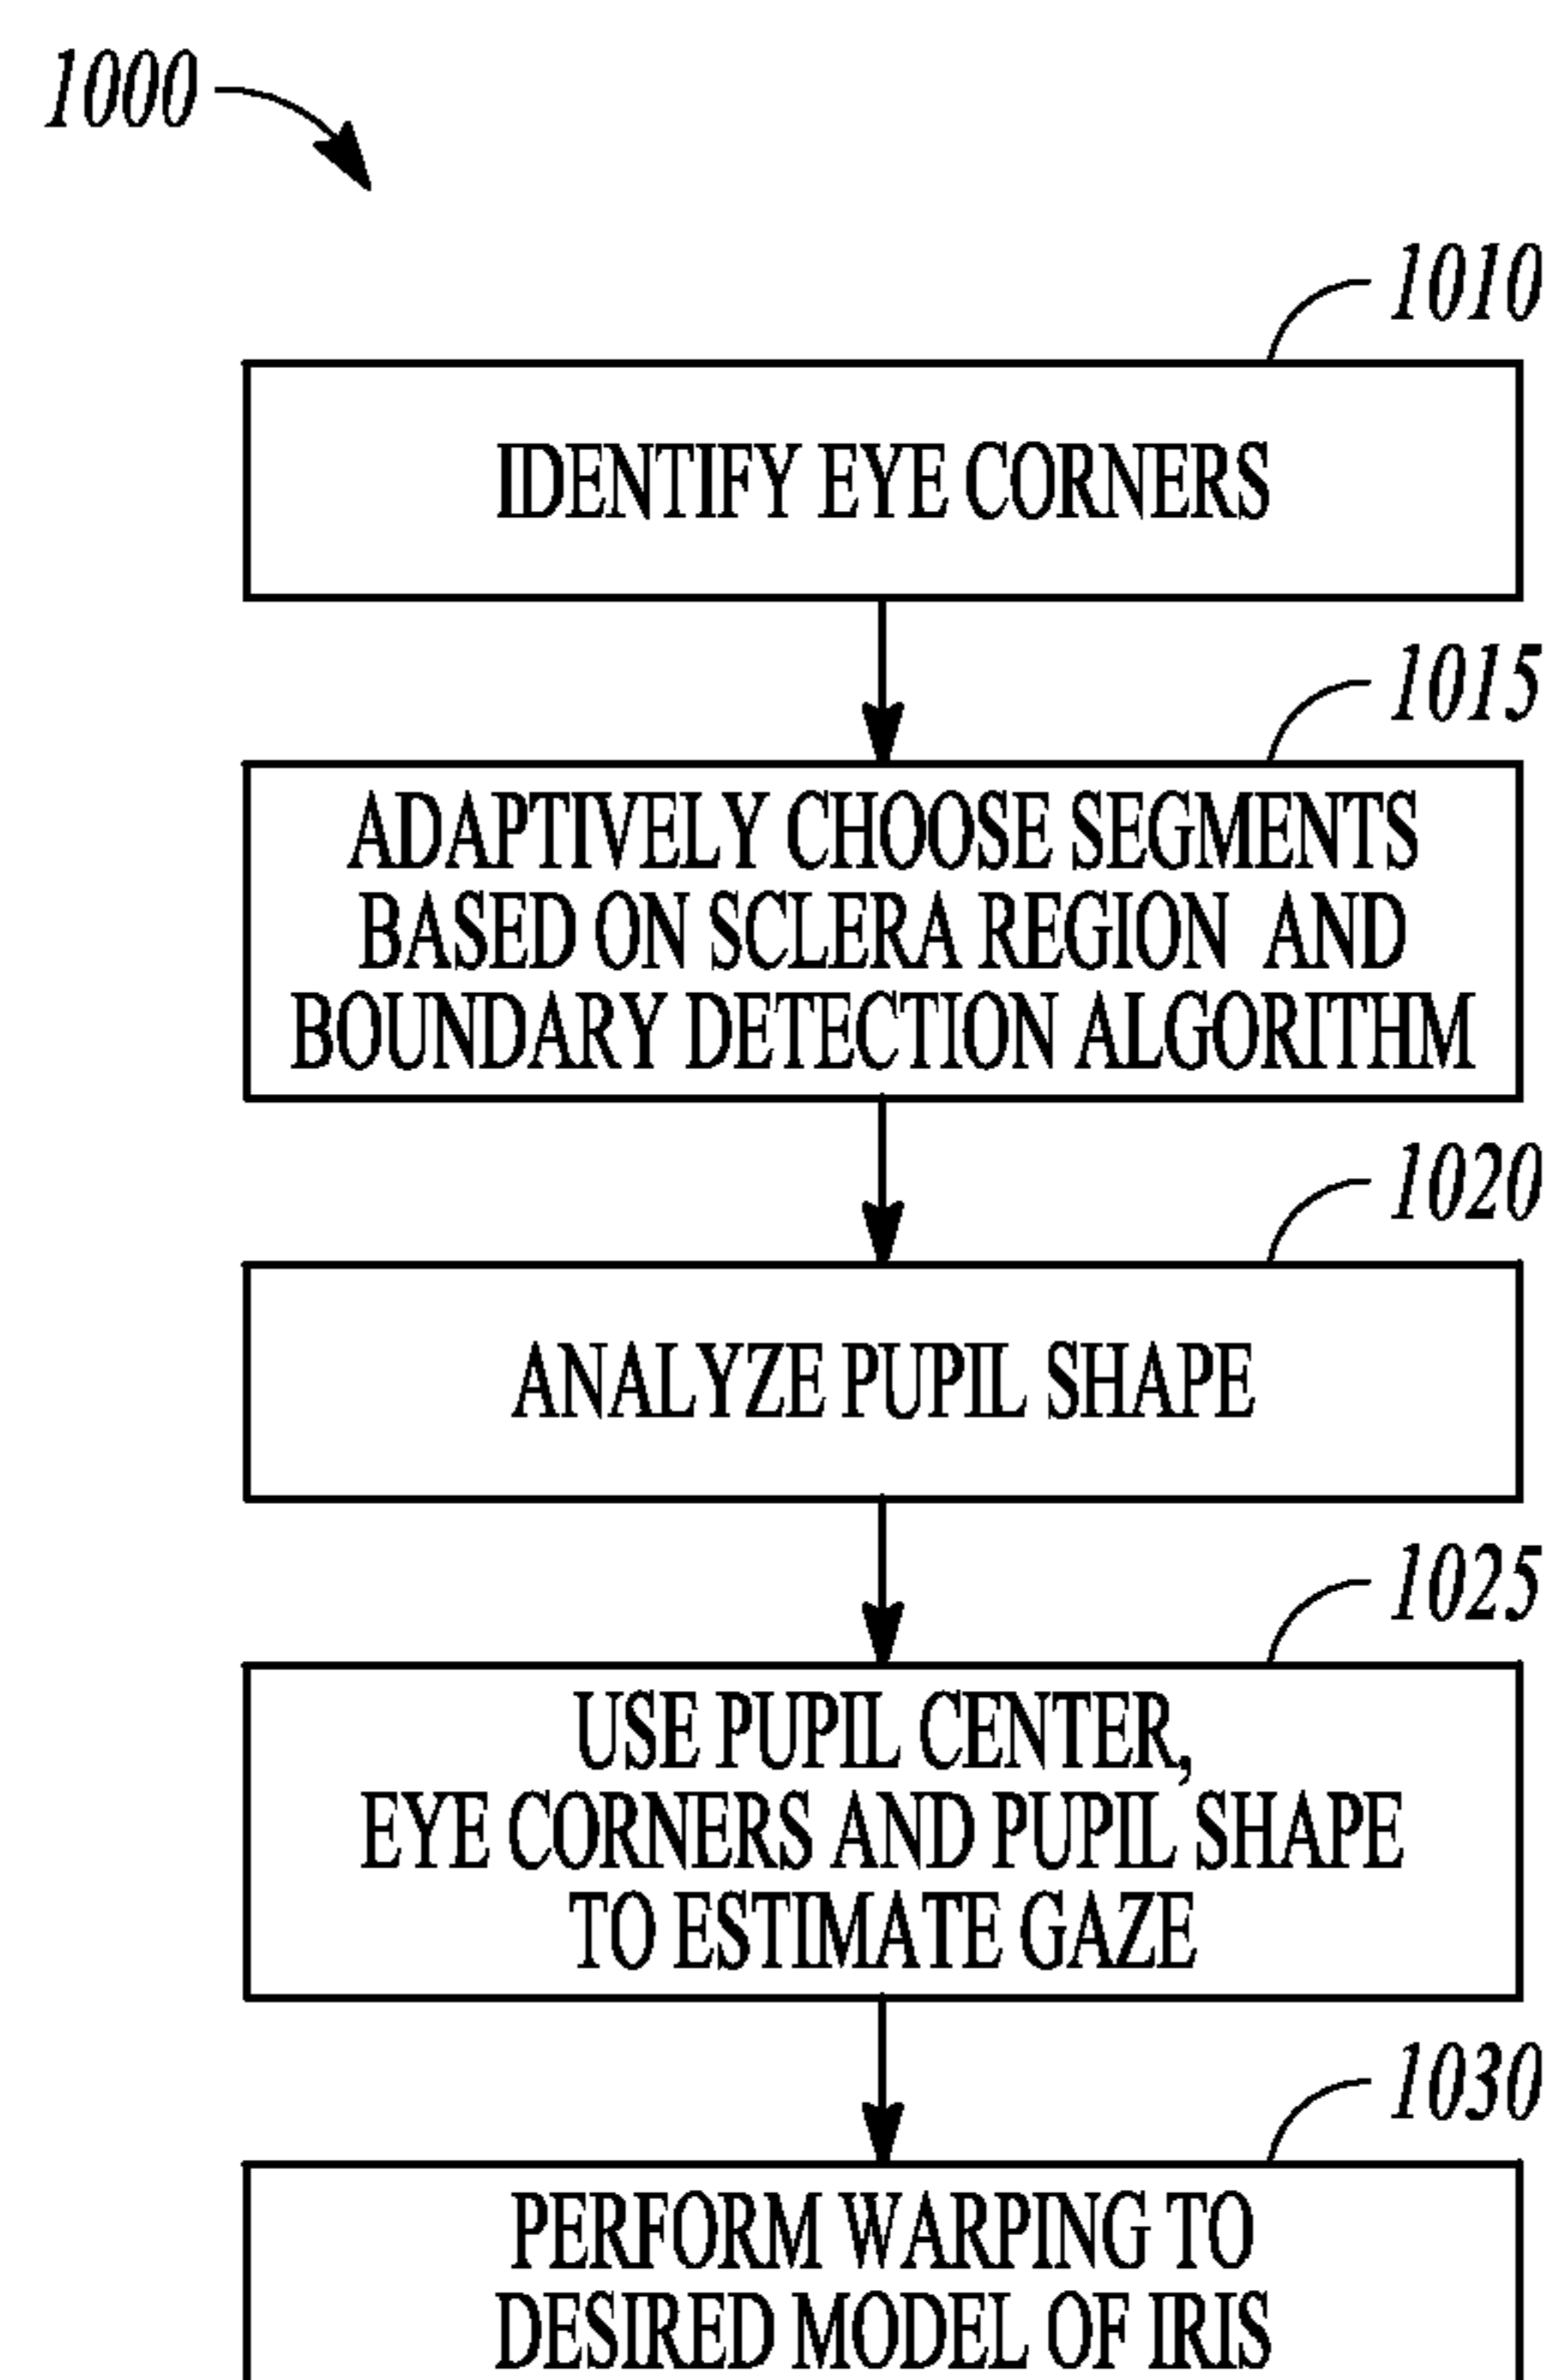 1000
1010
IDENTIFY EYE CORNERS
1015
ADAPTIVELY CHOOSE SEGMENTS
BASED ON SCLERA REGION AND
BOUNDARY DETECTION ALGORITHM
1020
ANALYZE PUPIL SHAPE
1025
USE PUPIL CENTER,
EYE CORNERS AND PUPIL SHAPE
TO ESTIMATE GAZE
1030
PERFORM WARPING TO
DESIRED MODEL OF IRIS